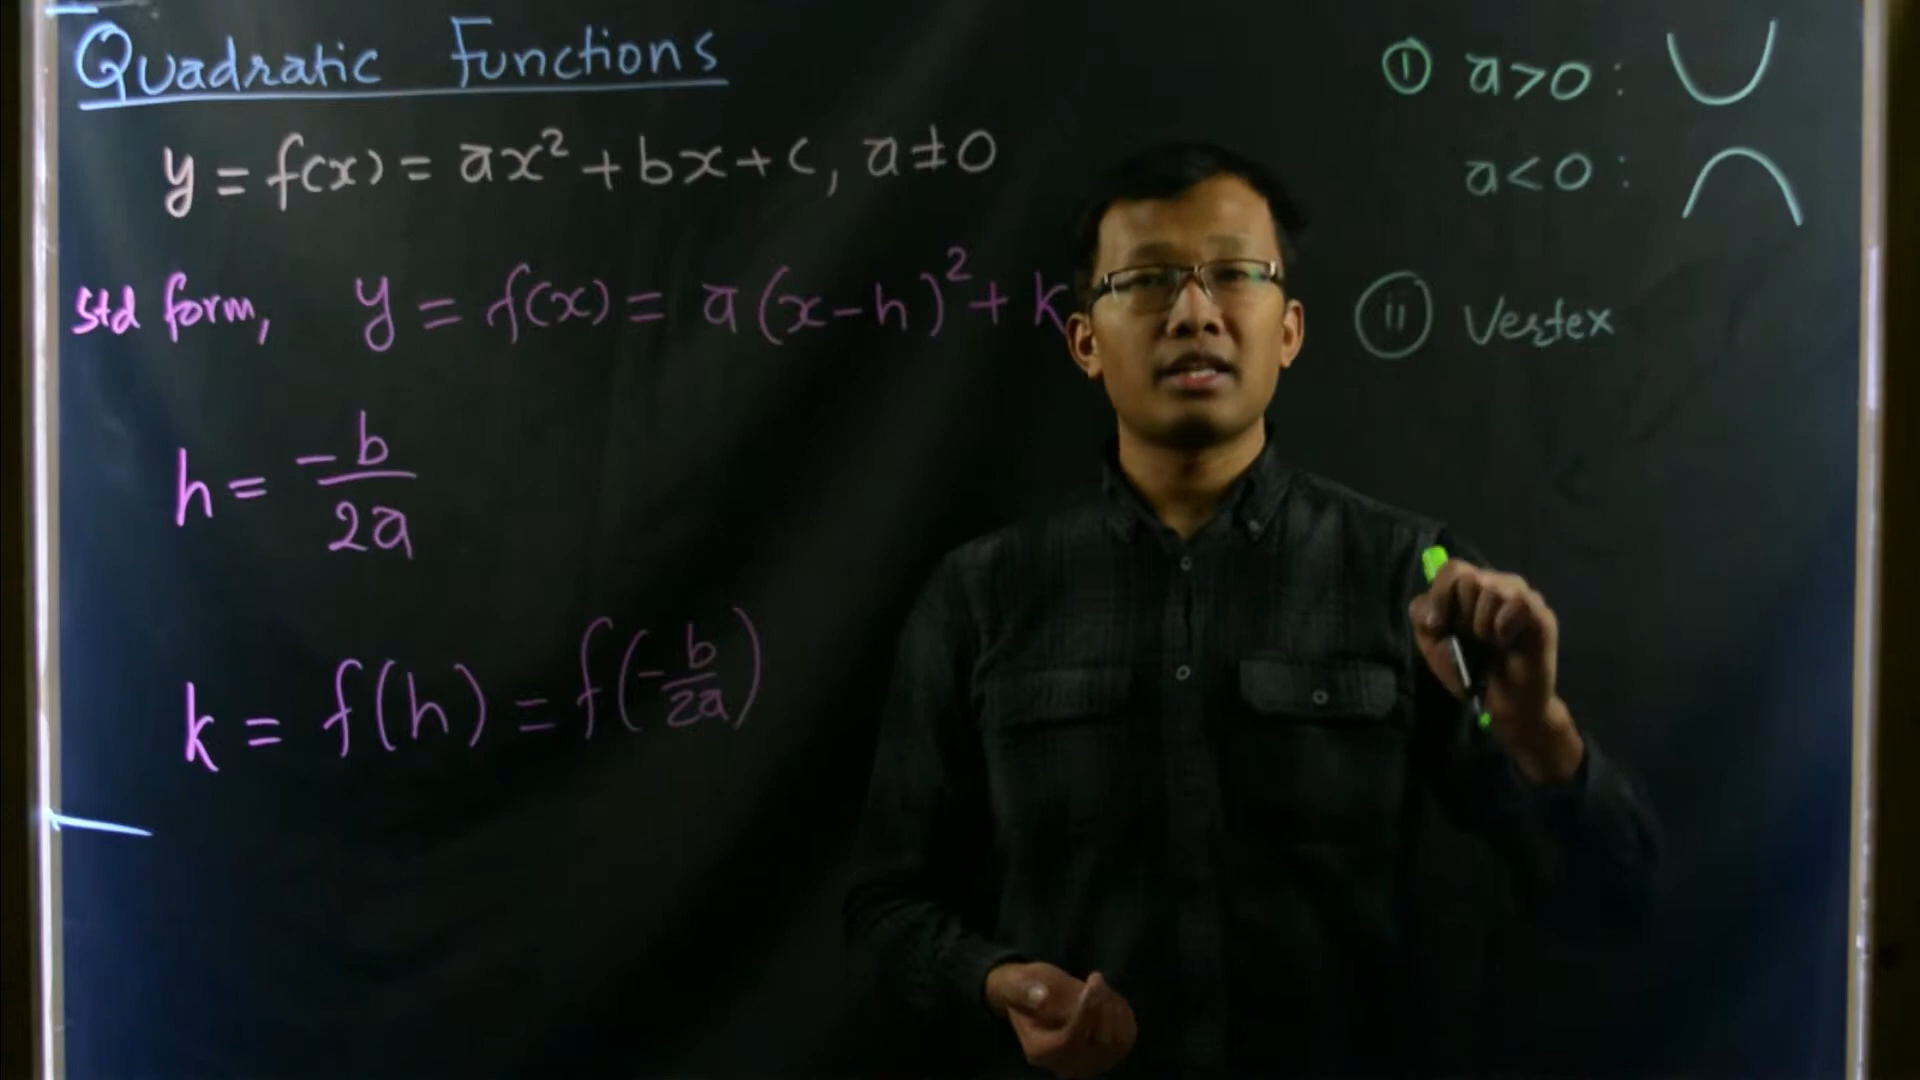 Quadratic Functions
y = f(x) = ax² + bx + c, a ≠ 0
Std form, y = f(x) = a(x-h)² + k
h = -b/2a
k = f(h) = f(-b/2a)
① a>0 :
a<0 :
ⓘⓘ Vertex